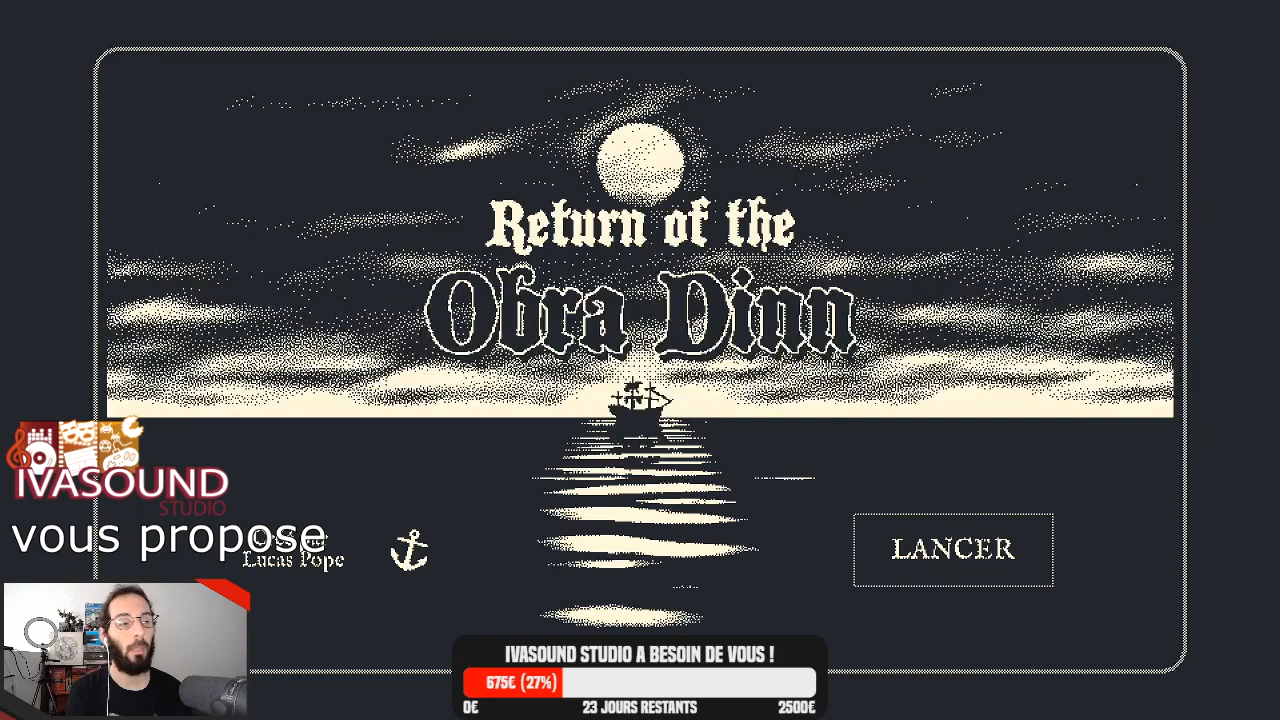 Return of the
Obra Dinn
IVASOUND
STUDIO
vous propose
Lucas Pope
LANCER
IVASOUND STUDIO A BESOIN DE VOUS !
675€ (27%)
0€ 23 JOURS RESTANTS 2500€